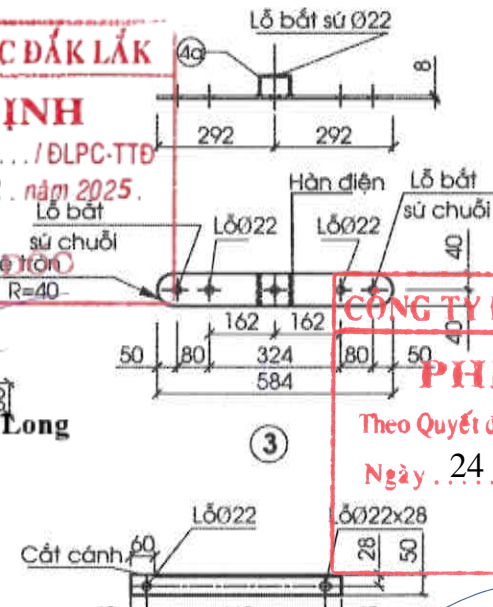 Lỗ bắt sứ Ø22
C ĐẮK LẮK
4a
8
ỊNH
292 292
.../ĐLPC-TTĐ
năm 2025.
Hàn điện
Lỗ bắt sứ chuỗi
Lỗ bắt sứ chuỗi
LỗØ22
LỗØ22
R=40
40
40
CÔNG TY
162 162
50 80 324 80 50
584
Long
3
PH
Theo Quyết đ
Ngày . 24 ...
LỗØ22
LỗØ22x28
Cắt cánh
60
28
50